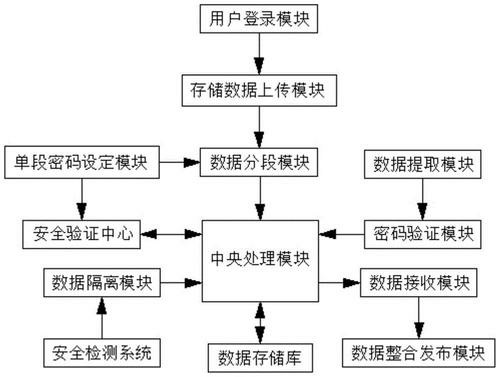 用户登录模块
存储数据上传模块
单段密码设定模块
数据分段模块
数据提取模块
安全验证中心
中央处理模块
密码验证模块
数据隔离模块
数据接收模块
安全检测系统
数据存储库
数据整合发布模块